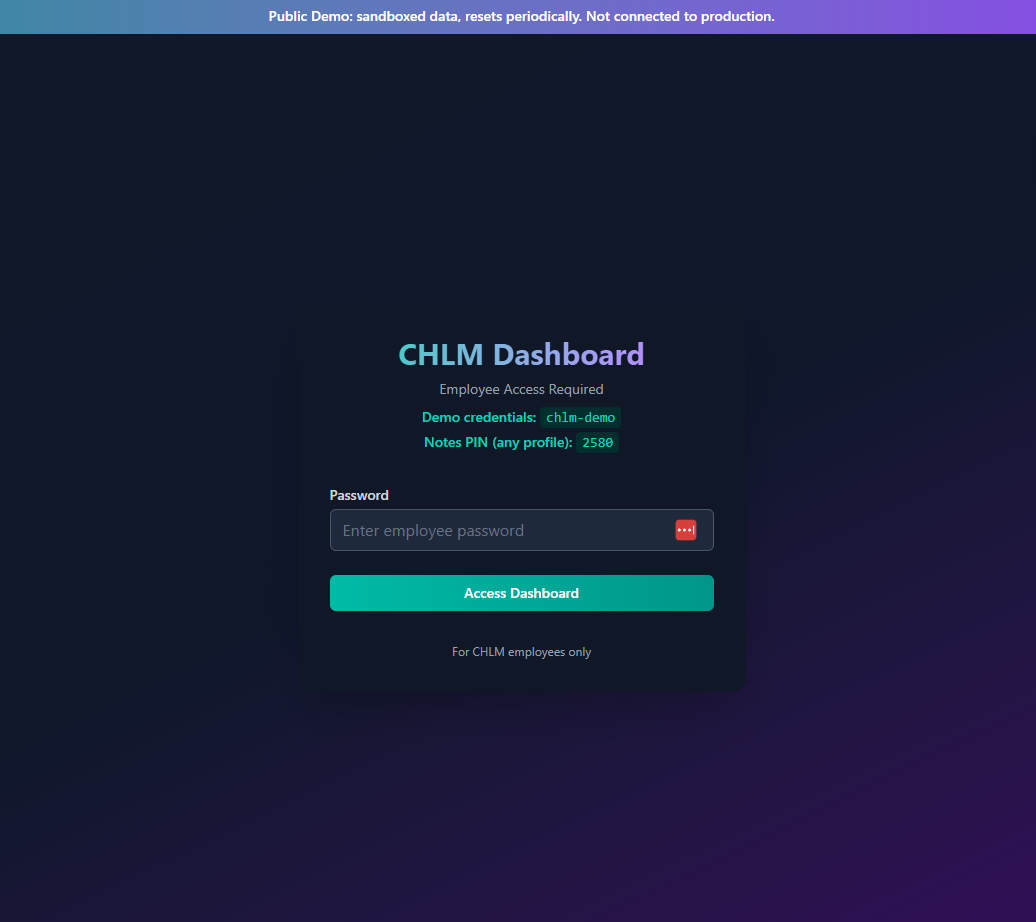 Public Demo: sandboxed data, resets periodically. Not connected to production.
CHLM Dashboard
Employee Access Required
Demo credentials: chlm-demo
Notes PIN (any profile): 2580
Password
Enter employee password
Access Dashboard
For CHLM employees only